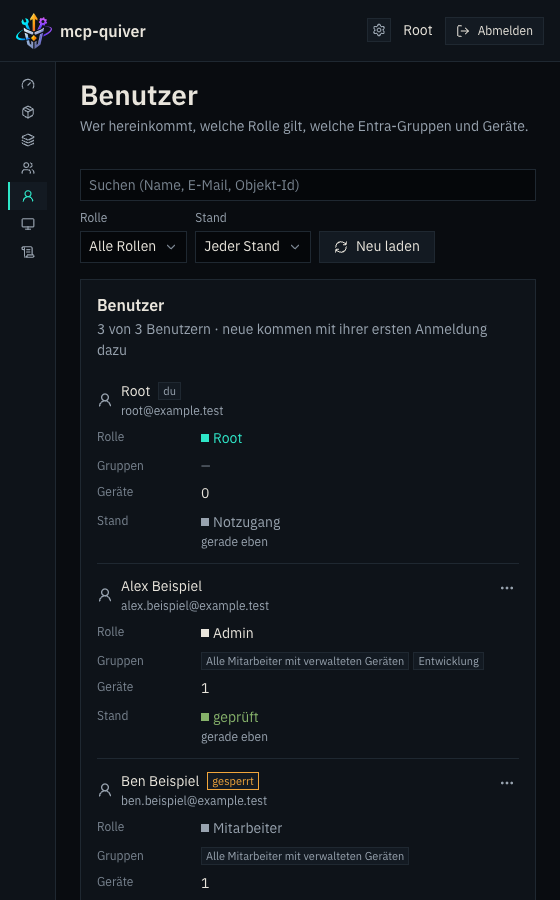 mcp-quiver
Root
Abmelden
Benutzer
Wer hereinkommt, welche Rolle gilt, welche Entra-Gruppen und Geräte.
Suchen (Name, E-Mail, Objekt-Id)
Rolle
Stand
Alle Rollen
Jeder Stand
Neu laden
Benutzer
3 von 3 Benutzern · neue kommen mit ihrer ersten Anmeldung
dazu
Root du
root@example.test
Rolle Root
Gruppen —
Geräte 0
Stand Notzugang
gerade eben
Alex Beispiel
alex.beispiel@example.test
Rolle Admin
Gruppen Alle Mitarbeiter mit verwalteten Geräten Entwicklung
Geräte 1
Stand geprüft
gerade eben
Ben Beispiel gesperrt
ben.beispiel@example.test
Rolle Mitarbeiter
Gruppen Alle Mitarbeiter mit verwalteten Geräten
Geräte 1